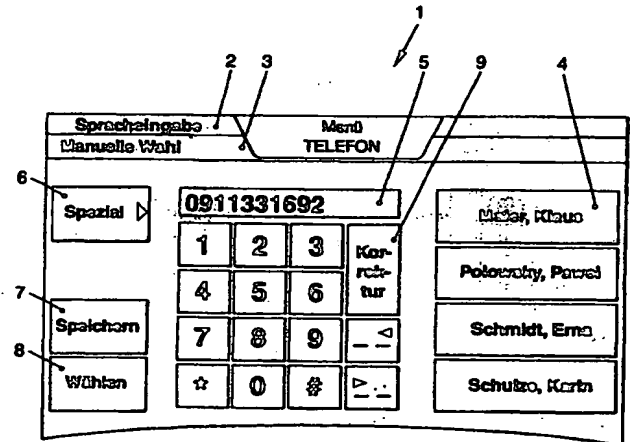 1
2 3 5 9 4
Spracheingabe
Menü
Manuelle Wahl
TELEFON
6
Spezial
0911331692
Maier, Klaus
1 2 3
Kor-
rek-
tur
4 5 6
Polowsky, Pawel
7
Speichern
7 8 9
Schmidt, Erna
8
Wählen
☆ 0 #
Schulze, Karin